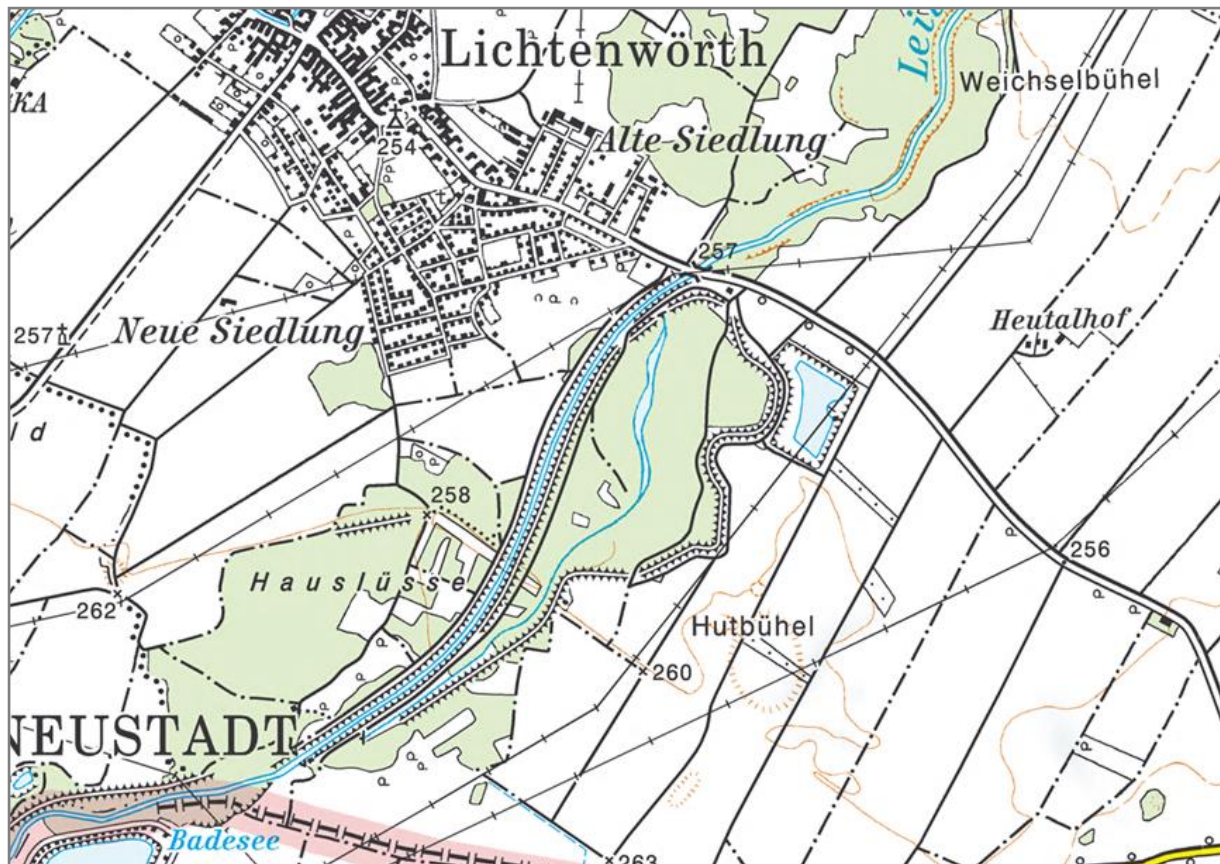 Lichtenwörth
Weichselbühel
KA
254
Alte Siedlung
257
Heutalhof
257
Neue Siedlung
258
256
Hauslüsse
262
Hutbühel
260
NEUSTADT
Badesee
263